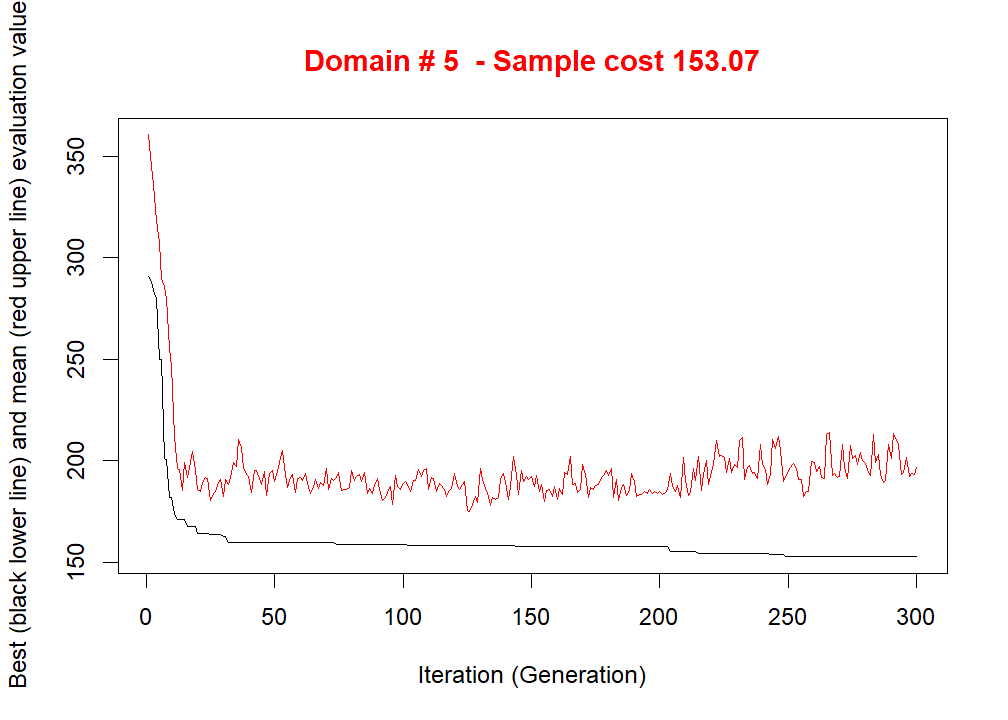 Domain # 5  - Sample cost 153.07
Best (black lower line) and mean (red upper line) evaluation value
350
300
250
200
150
0 50 100 150 200 250 300
Iteration (Generation)